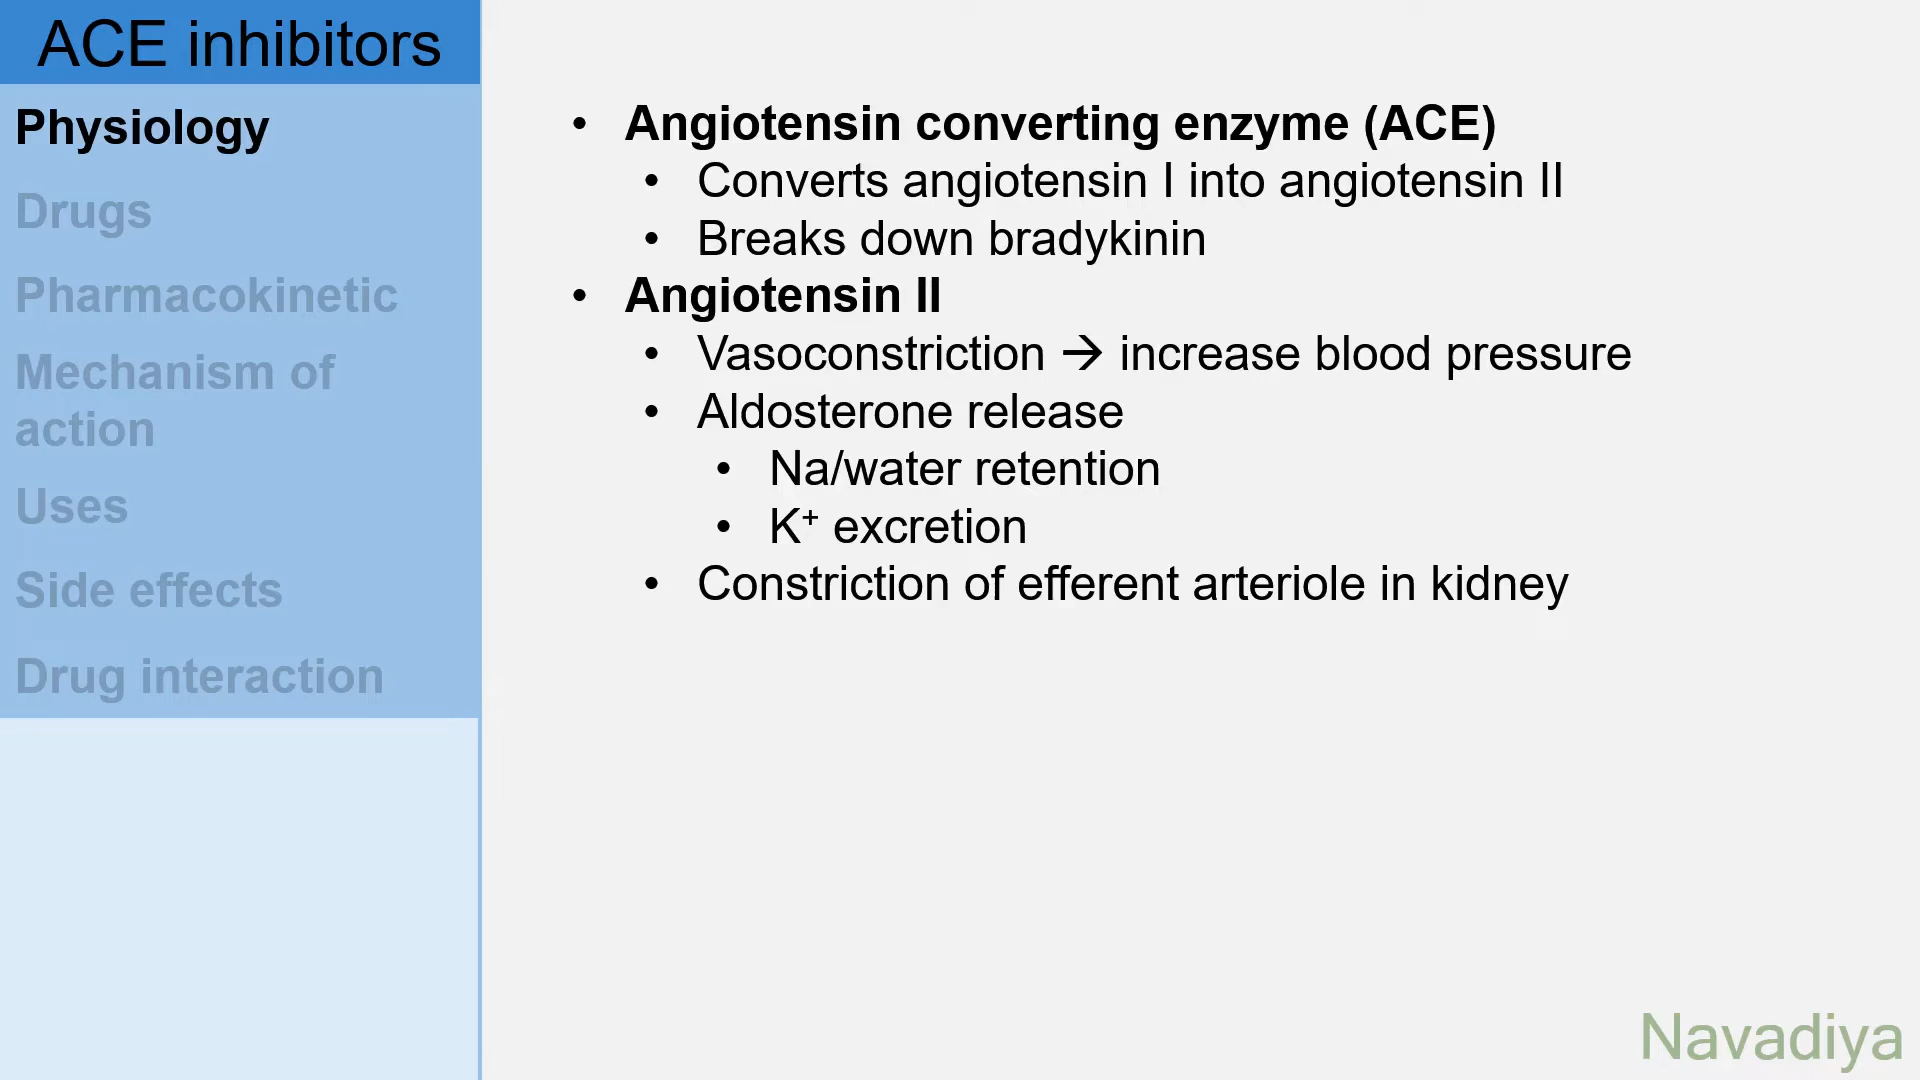 ACE inhibitors
Physiology
Drugs
Pharmacokinetic
Mechanism of
action
Uses
Side effects
Drug interaction
• Angiotensin converting enzyme (ACE)
• Converts angiotensin I into angiotensin II
• Breaks down bradykinin
• Angiotensin II
• Vasoconstriction → increase blood pressure
• Aldosterone release
• Na/water retention
• K⁺ excretion
• Constriction of efferent arteriole in kidney
Navadiya